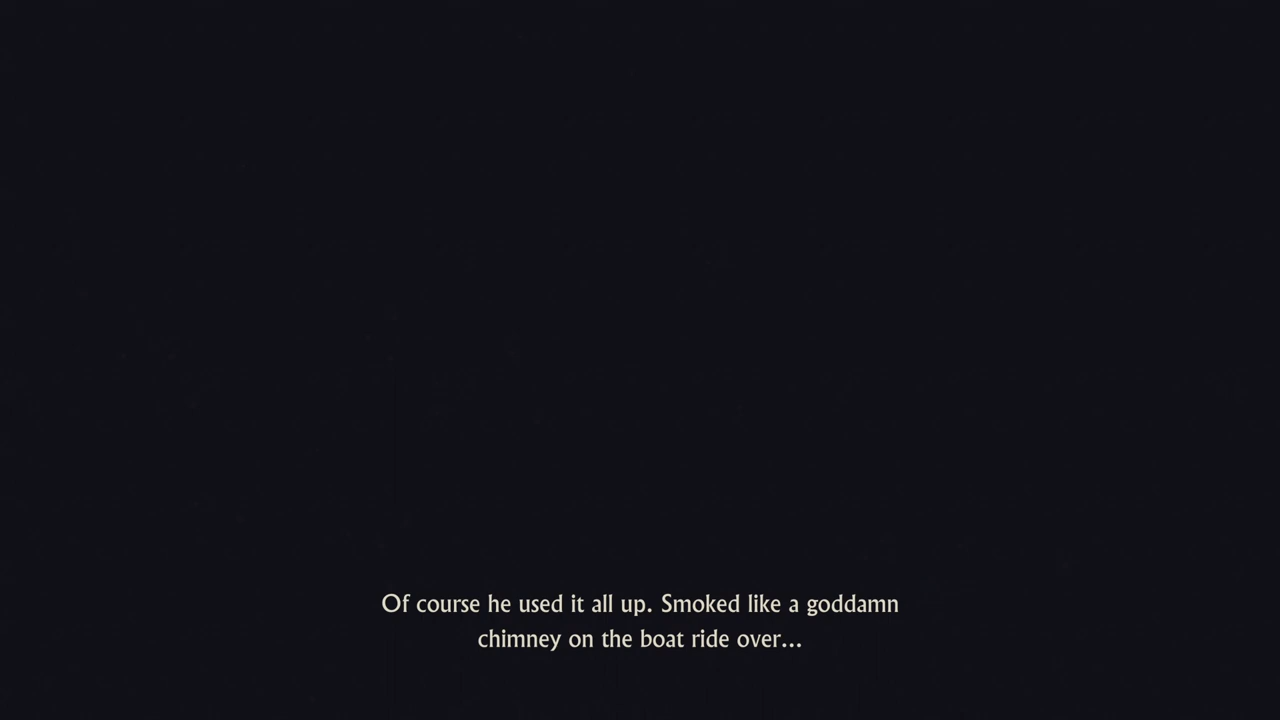 Of course he used it all up. Smoked like a goddamn
chimney on the boat ride over...